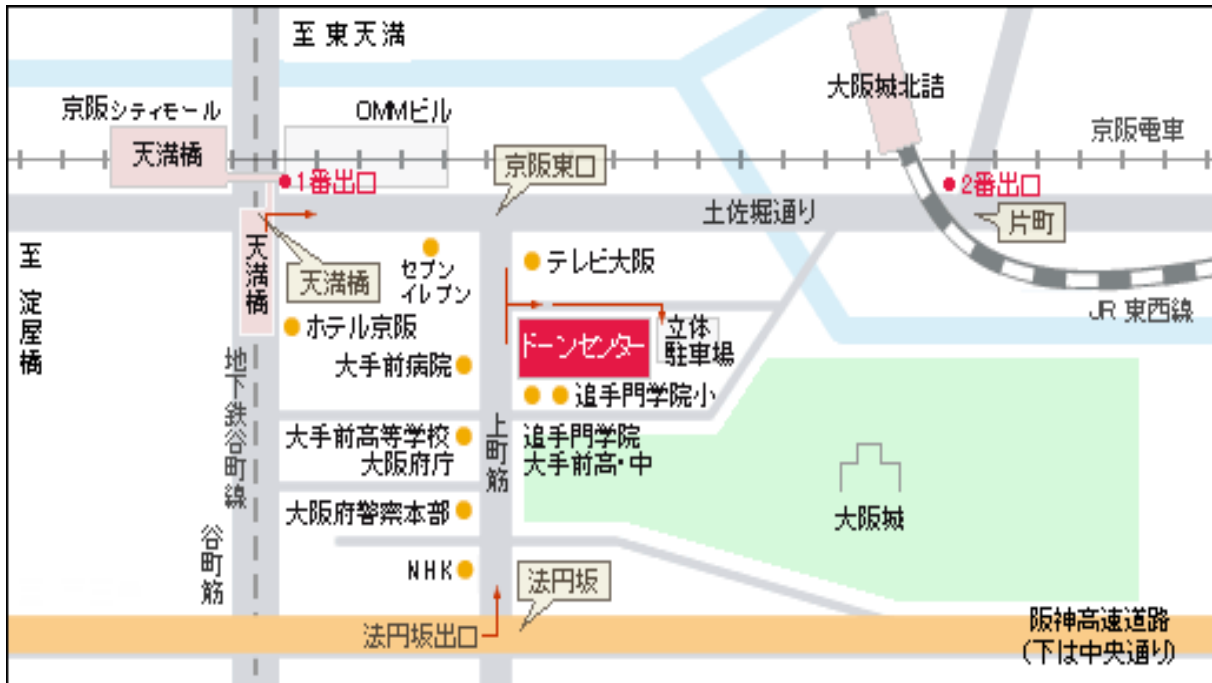 至 東天満
大阪城北詰
京阪シティモール
OMMビル
天満橋
京阪電車
京阪東口
1番出口
2番出口
土佐堀通り
片町
至 淀屋橋
天満橋
天満橋
セブン
イレブン
テレビ大阪
JR 東西線
ホテル京阪
ドーンセンター
立体
駐車場
大手前病院
地下鉄谷町線
追手門学院小
上町筋
大手前高等学校
大阪府庁
追手門学院
大手前高・中
大阪城
大阪府警察本部
谷町筋
NHK
法円坂
法円坂出口
阪神高速道路
(下は中央通り)